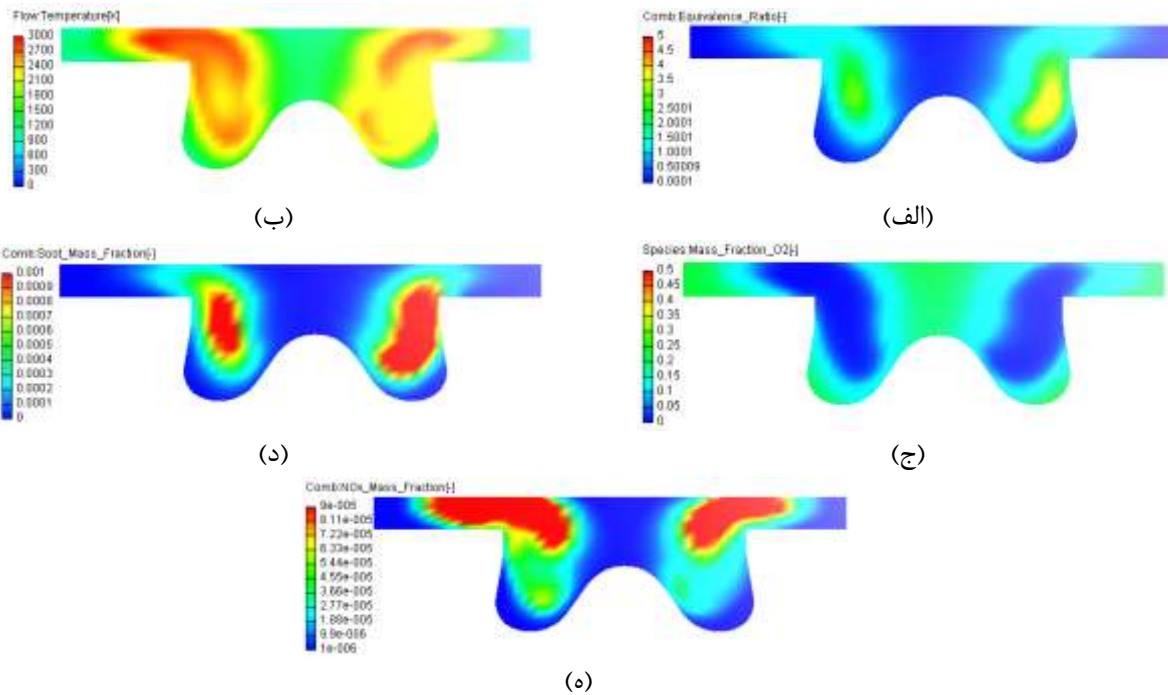 Flow:Temperature[K]
3000
2700
2400
2100
1800
1500
1200
900
600
300
0
(ب)
Comb:Equivalence_Ratio[-]
5
4.5
4
3.5
3
2.5001
2.0001
1.5001
1.0001
0.50009
0.0001
(الف)
Comb:Soot_Mass_Fraction[-]
0.001
0.0009
0.0008
0.0007
0.0006
0.0005
0.0004
0.0003
0.0002
0.0001
0
(د)
Species:Mass_Fraction_O2[-]
0.5
0.45
0.4
0.35
0.3
0.25
0.2
0.15
0.1
0.05
0
(ج)
Comb:NOx_Mass_Fraction[-]
9e-005
8.11e-005
7.22e-005
6.33e-005
5.44e-005
4.55e-005
3.66e-005
2.77e-005
1.88e-005
9.9e-006
1e-006
(ه)